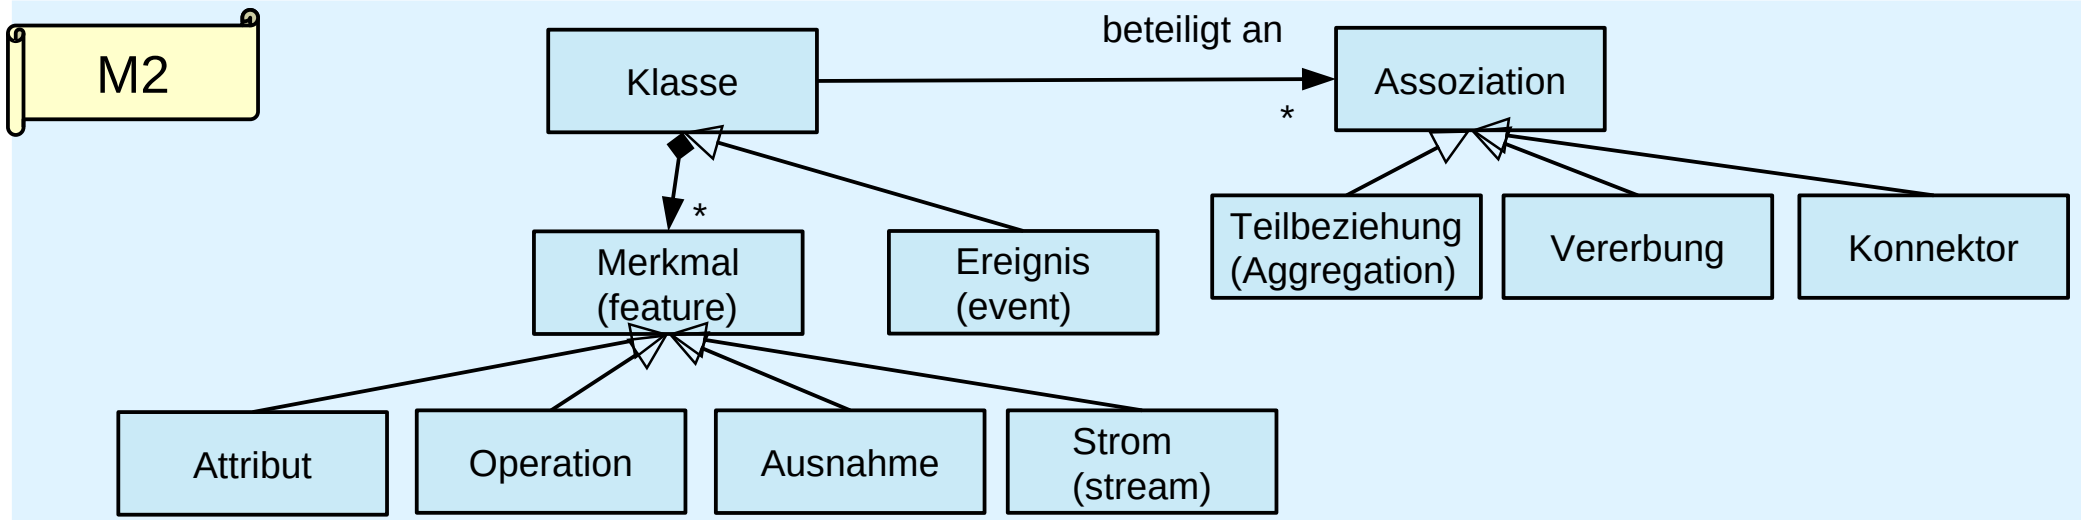 M2
beteiligt an
Klasse
Assoziation
*
*
Merkmal
(feature)
Ereignis
(event)
Teilbeziehung
(Aggregation)
Vererbung
Konnektor
Attribut
Operation
Ausnahme
Strom
(stream)